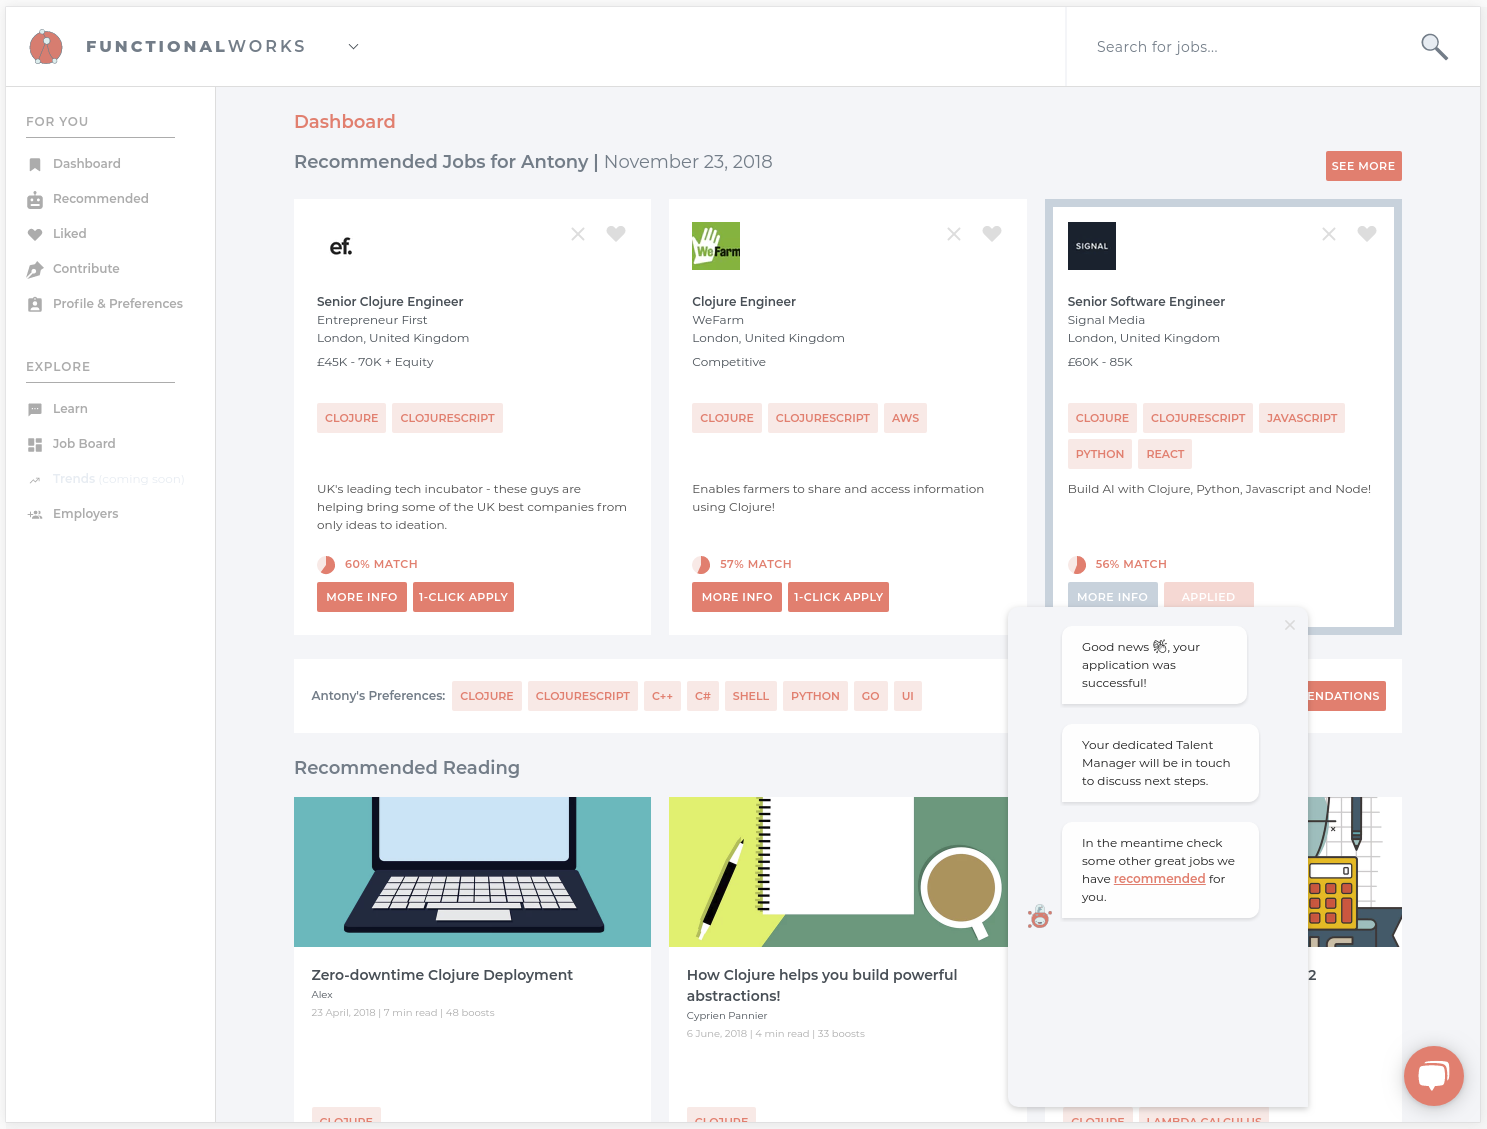 FUNCTIONALWORKS
Search for jobs...
FOR YOU
Dashboard
Recommended
Liked
Contribute
Profile & Preferences
EXPLORE
Learn
Job Board
Trends (coming soon)
Employers
Dashboard
Recommended Jobs for Antony | November 23, 2018
SEE MORE
ef.
Senior Clojure Engineer
Entrepreneur First
London, United Kingdom
£45K - 70K + Equity
CLOJURE CLOJURESCRIPT
UK's leading tech incubator - these guys are
helping bring some of the UK best companies from
only ideas to ideation.
60% MATCH
MORE INFO 1-CLICK APPLY
WeFarm
Clojure Engineer
WeFarm
London, United Kingdom
Competitive
CLOJURE CLOJURESCRIPT AWS
Enables farmers to share and access information
using Clojure!
57% MATCH
MORE INFO 1-CLICK APPLY
SIGNAL
Senior Software Engineer
Signal Media
London, United Kingdom
£60K - 85K
CLOJURE CLOJURESCRIPT JAVASCRIPT
PYTHON REACT
Build AI with Clojure, Python, Javascript and Node!
56% MATCH
MORE INFO APPLIED
Antony's Preferences: CLOJURE CLOJURESCRIPT C++ C# SHELL PYTHON GO UI
ENDATIONS
Good news 🎉, your
application was
successful!
Your dedicated Talent
Manager will be in touch
to discuss next steps.
In the meantime check
some other great jobs we
have recommended for
you.
Recommended Reading
Zero-downtime Clojure Deployment
Alex
23 April, 2018 | 7 min read | 48 boosts
CLOJURE
How Clojure helps you build powerful
abstractions!
Cyprien Pannier
6 June, 2018 | 4 min read | 33 boosts
CLOJURE
2
CLOJURE LAMBDA CALCULUS